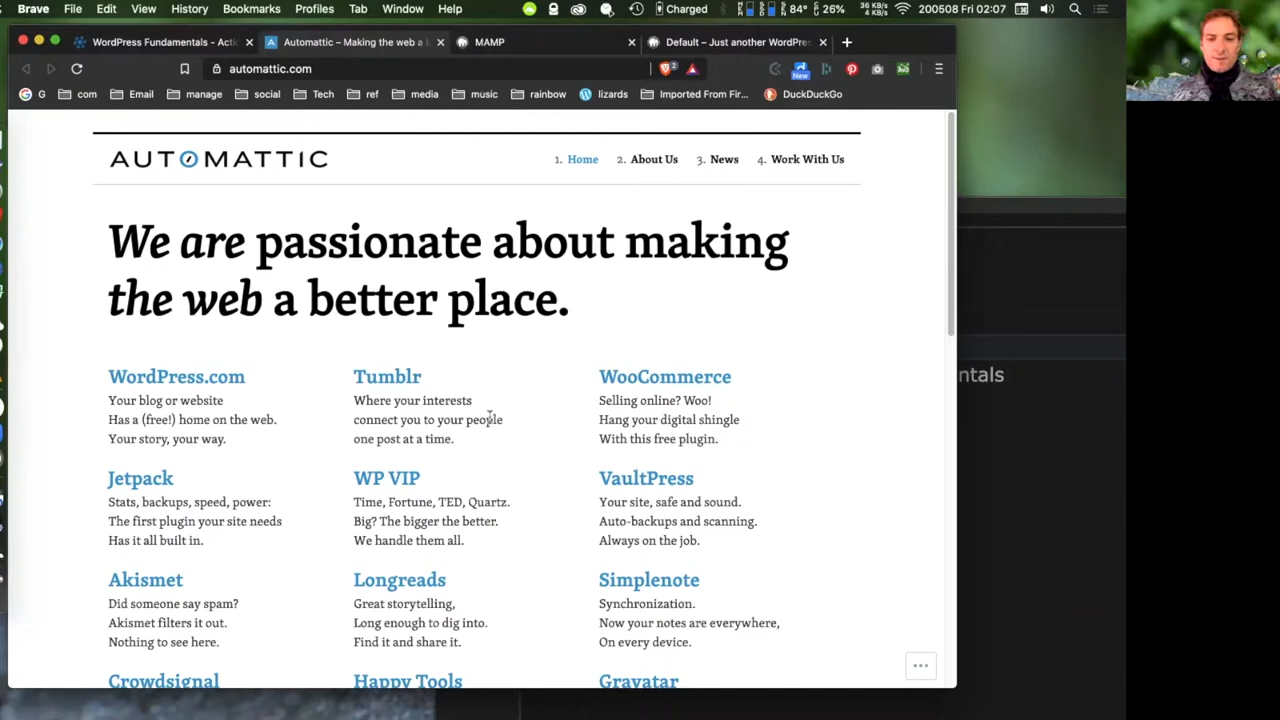 Brave File Edit View History Bookmarks Profiles Tab Window Help Charged 84° 26% 36 KB/s 4 KB/s 200508 Fri 02:07
WordPress Fundamentals - Acti Automattic – Making the web a b MAMP Default – Just another WordPres
automattic.com 2 New
G com Email manage social Tech ref media music rainbow lizards Imported From Fir... DuckDuckGo
AUTOMATTIC
1. Home 2. About Us 3. News 4. Work With Us
We are passionate about making
the web a better place.
WordPress.com
Your blog or website
Has a (free!) home on the web.
Your story, your way.
Tumblr
Where your interests
connect you to your people
one post at a time.
WooCommerce
Selling online? Woo!
Hang your digital shingle
With this free plugin.
Jetpack
Stats, backups, speed, power:
The first plugin your site needs
Has it all built in.
WP VIP
Time, Fortune, TED, Quartz.
Big? The bigger the better.
We handle them all.
VaultPress
Your site, safe and sound.
Auto-backups and scanning.
Always on the job.
Akismet
Did someone say spam?
Akismet filters it out.
Nothing to see here.
Longreads
Great storytelling,
Long enough to dig into.
Find it and share it.
Simplenote
Synchronization.
Now your notes are everywhere,
On every device.
Crowdsignal
Happy Tools
Gravatar
ntals